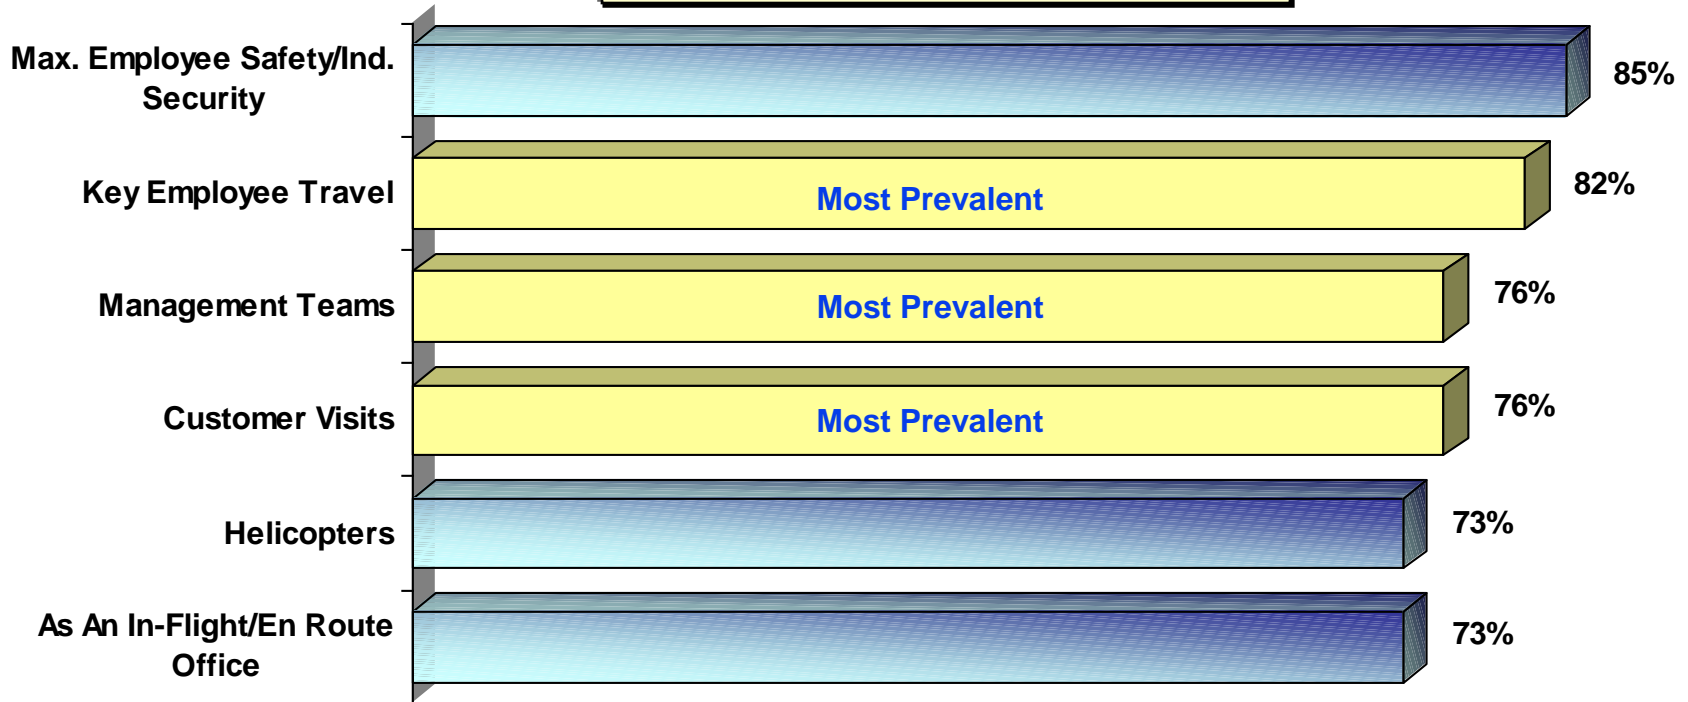 Max. Employee Safety/Ind.
Security
85%
Key Employee Travel
Most Prevalent
82%
Management Teams
Most Prevalent
76%
Customer Visits
Most Prevalent
76%
Helicopters
73%
As An In-Flight/En Route
Office
73%